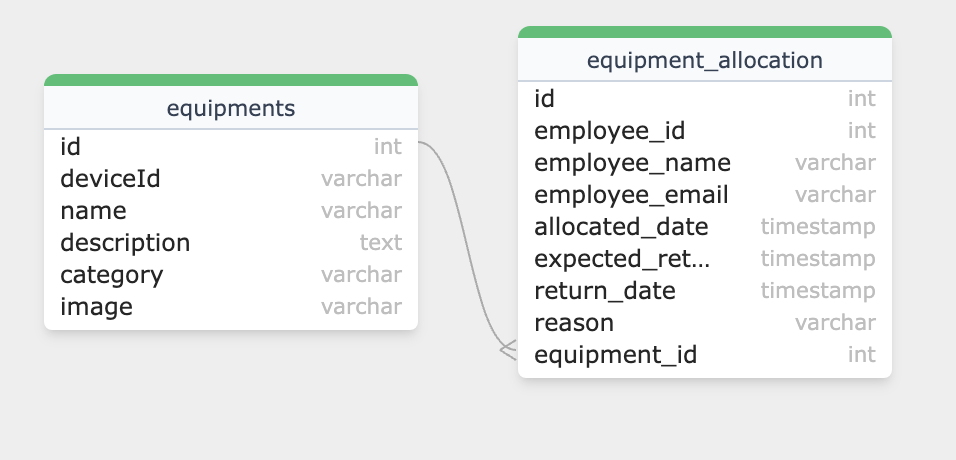 equipments
id int
deviceId varchar
name varchar
description text
category varchar
image varchar
equipment_allocation
id int
employee_id int
employee_name varchar
employee_email varchar
allocated_date timestamp
expected_ret... timestamp
return_date timestamp
reason varchar
equipment_id int